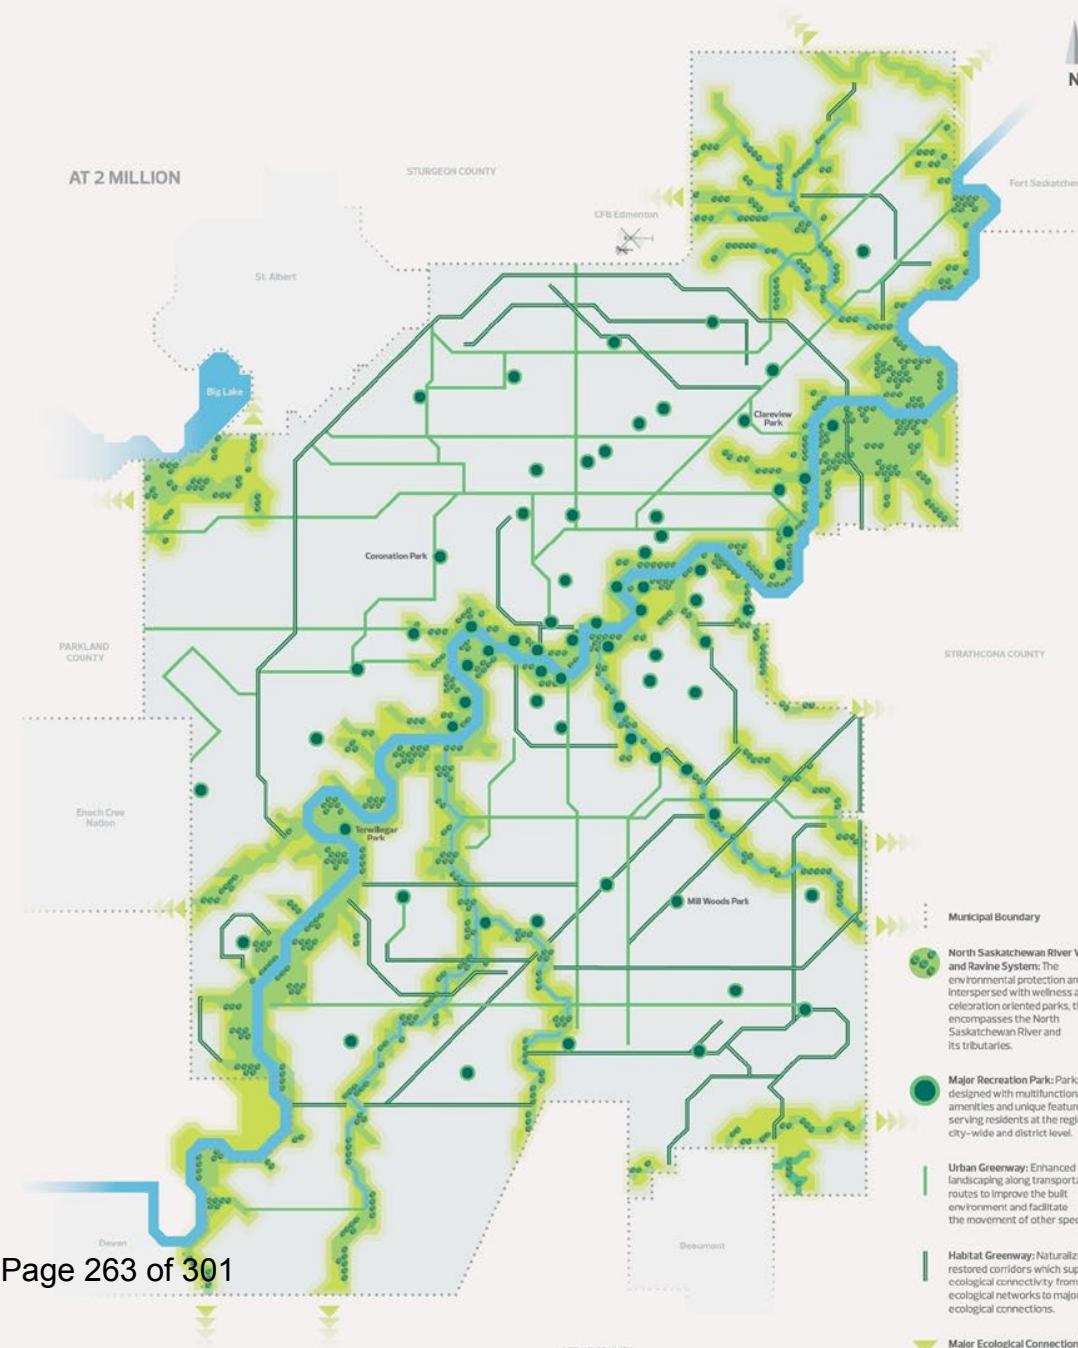 N
AT 2 MILLION
STURGEON COUNTY
CFB Edmonton
St. Albert
Big Lake
Clareview
Park
Coronation Park
PARKLAND
COUNTY
STRATHCONA COUNTY
Enoch Cree
Nation
Terwillegar
Park
Mill Woods Park
Devon
Beaumont
Page 263 of 301
Municipal Boundary
North Saskatchewan River V
and Ravine System: The
environmental protection ar
interspersed with wellness a
celebration oriented parks, t
encompasses the North
Saskatchewan River and
its tributaries.
Major Recreation Park: Park
designed with multifunction
amenities and unique feature
serving residents at the regi
city-wide and district level.
Urban Greenway: Enhanced
landscaping along transporta
routes to improve the built
environment and facilitate
the movement of other spec
Habitat Greenway: Naturaliz
restored corridors which sup
ecological connectivity from
ecological networks to major
ecological connections.
Major Ecological Connection